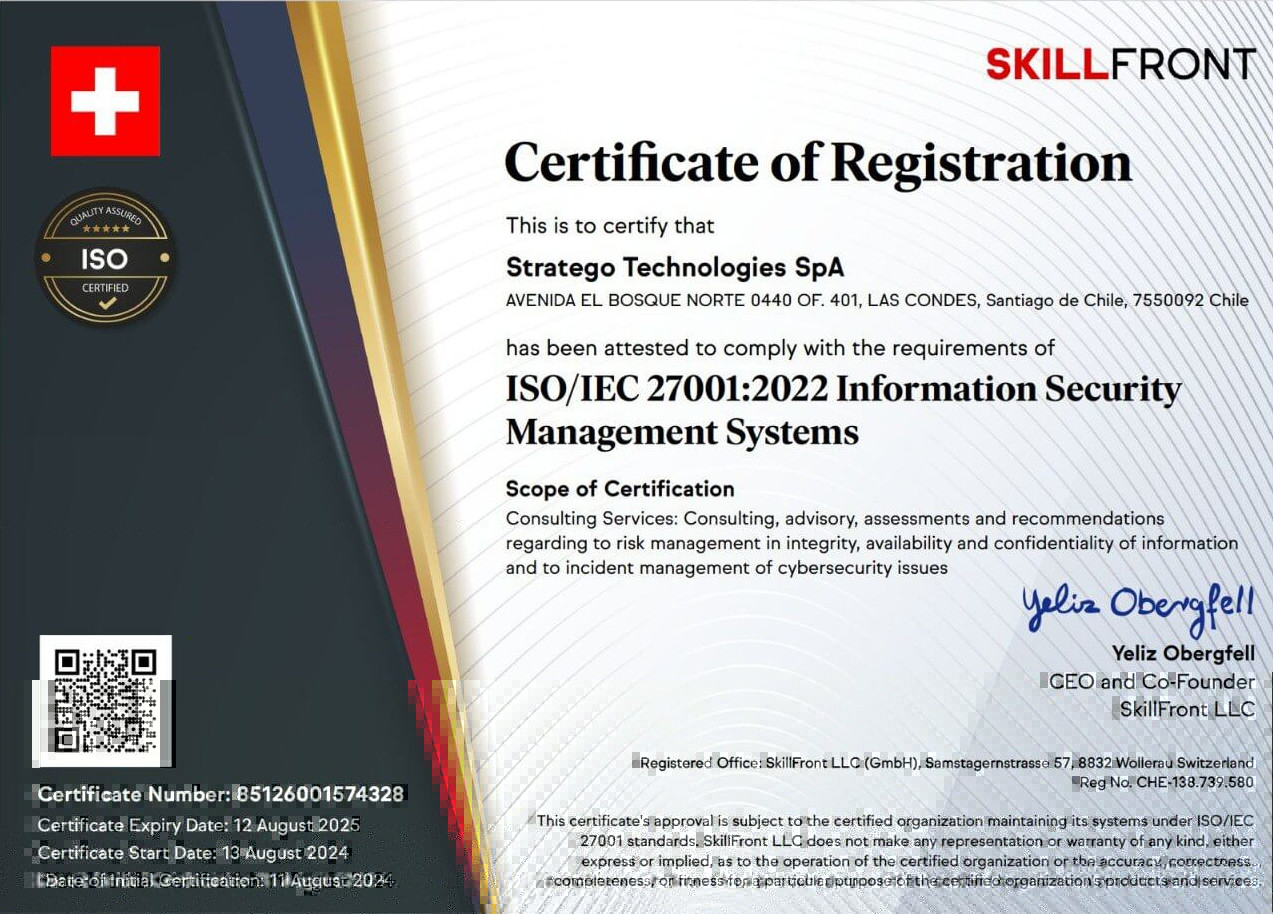 SKILLFRONT
QUALITY ASSURED
ISO
CERTIFIED
Certificate of Registration
This is to certify that
Stratego Technologies SpA
AVENIDA EL BOSQUE NORTE 0440 OF. 401, LAS CONDES, Santiago de Chile, 7550092 Chile
has been attested to comply with the requirements of
ISO/IEC 27001:2022 Information Security
Management Systems
Scope of Certification
Consulting Services: Consulting, advisory, assessments and recommendations
regarding to risk management in integrity, availability and confidentiality of information
and to incident management of cybersecurity issues
Yeliz Obergfell
Yeliz Obergfell
CEO and Co-Founder
SkillFront LLC
Registered Office: SkillFront LLC (GmbH), Samstagernstrasse 57, 8832 Wollerau Switzerland
Reg No. CHE-138.739.580
Certificate Number: 85126001574328
Certificate Expiry Date: 12 August 2025
Certificate Start Date: 13 August 2024
Date of Initial Certification: 11 August 2024
This certificate's approval is subject to the certified organization maintaining its systems under ISO/IEC
27001 standards. SkillFront LLC does not make any representation or warranty of any kind, either
express or implied, as to the operation of the certified organization or the accuracy, correctness,
completeness, or fitness for a particular purpose of the certified organization's products and services.